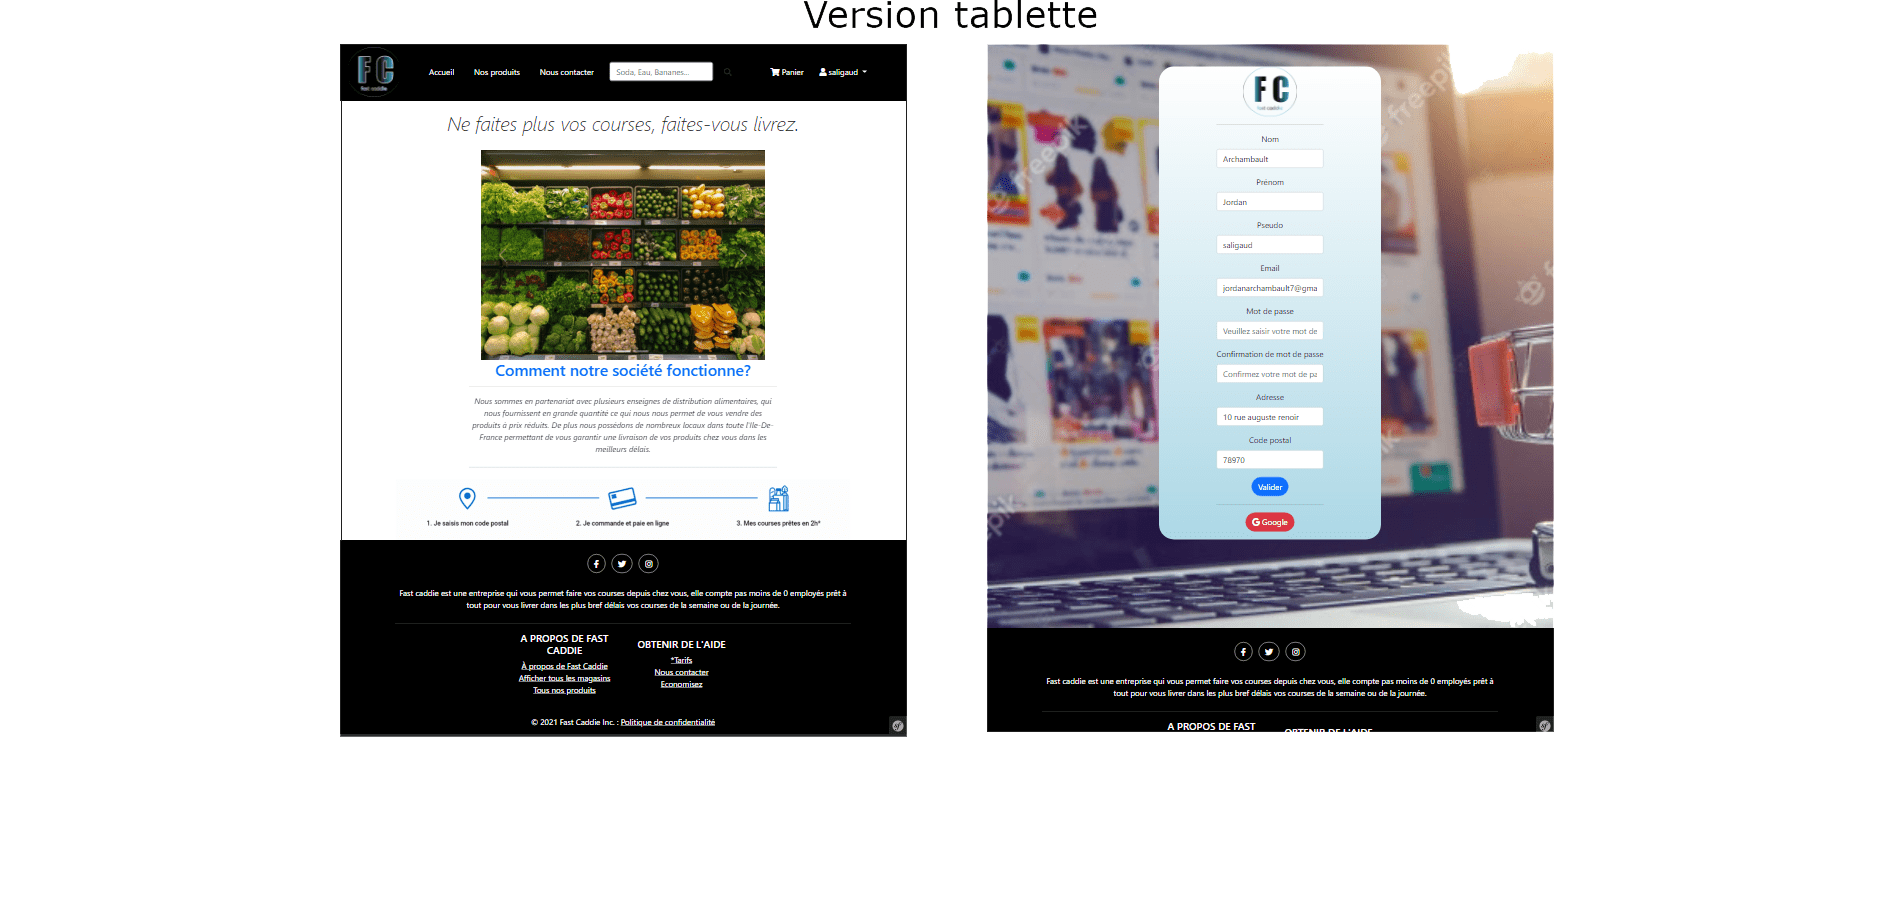 Version tablette
FC
fast caddie
Accueil
Nos produits
Nous contacter
Soda, Eau, Bananes...
Panier
saligaud
Ne faites plus vos courses, faites-vous livrez.
Comment notre société fonctionne?
Nous sommes en partenariat avec plusieurs enseignes de distribution alimentaires, qui
nous fournissent en grande quantité ce qui nous nous permet de vous vendre des
produits à prix réduits. De plus nous possèdons de nombreux locaux dans toute l'Ile-De-
France permettant de vous garantir une livraison de vos produits chez vous dans les
meilleurs délais.
1. Je saisis mon code postal
2. Je commande et paie en ligne
3. Mes courses prêtes en 2h*
Fast caddie est une entreprise qui vous permet faire vos courses depuis chez vous, elle compte pas moins de 0 employés prêt à
tout pour vous livrer dans les plus bref délais vos courses de la semaine ou de la journée.
A PROPOS DE FAST
CADDIE
À propos de Fast Caddie
Afficher tous les magasins
Tous nos produits
OBTENIR DE L'AIDE
*Tarifs
Nous contacter
Economisez
© 2021 Fast Caddie Inc. : Politique de confidentialité
FC
fast caddie
Nom
Archambault
Prénom
Jordan
Pseudo
saligaud
Email
jordanarchambault7@gma
Mot de passe
Veuillez saisir votre mot de
Confirmation de mot de passe
Confirmez votre mot de pa
Adresse
10 rue auguste renoir
Code postal
78970
Valider
Google
freepik
Fast caddie est une entreprise qui vous permet faire vos courses depuis chez vous, elle compte pas moins de 0 employés prêt à
tout pour vous livrer dans les plus bref délais vos courses de la semaine ou de la journée.
A PROPOS DE FAST
OBTENIR DE L'AIDE